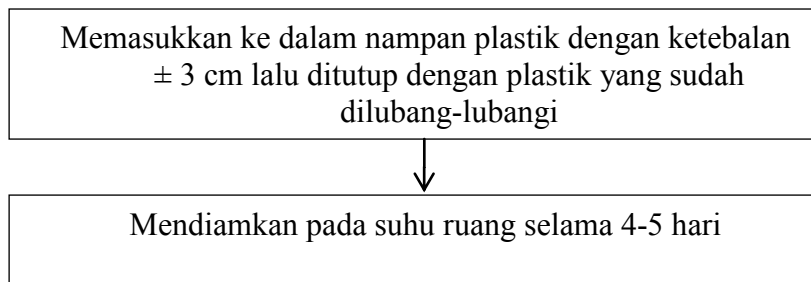 Memasukkan ke dalam nampan plastik dengan ketebalan
± 3 cm lalu ditutup dengan plastik yang sudah
dilubang-lubangi
Mendiamkan pada suhu ruang selama 4-5 hari